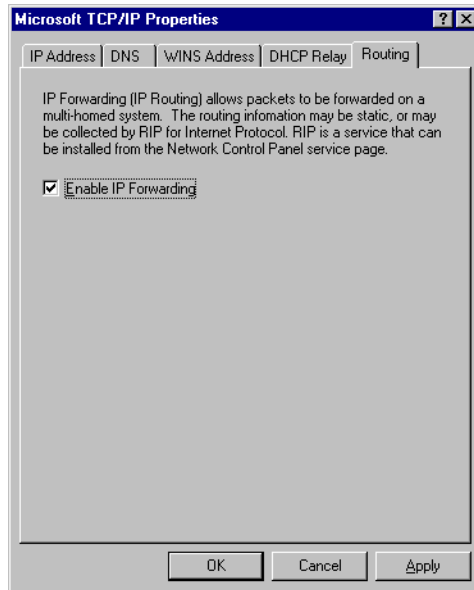 Microsoft TCP/IP Properties
IP Address DNS WINS Address DHCP Relay Routing
IP Forwarding (IP Routing) allows packets to be forwarded on a
multi-homed system. The routing infomation may be static, or may
be collected by RIP for Internet Protocol. RIP is a service that can
be installed from the Network Control Panel service page.
Enable IP Forwarding
OK Cancel Apply